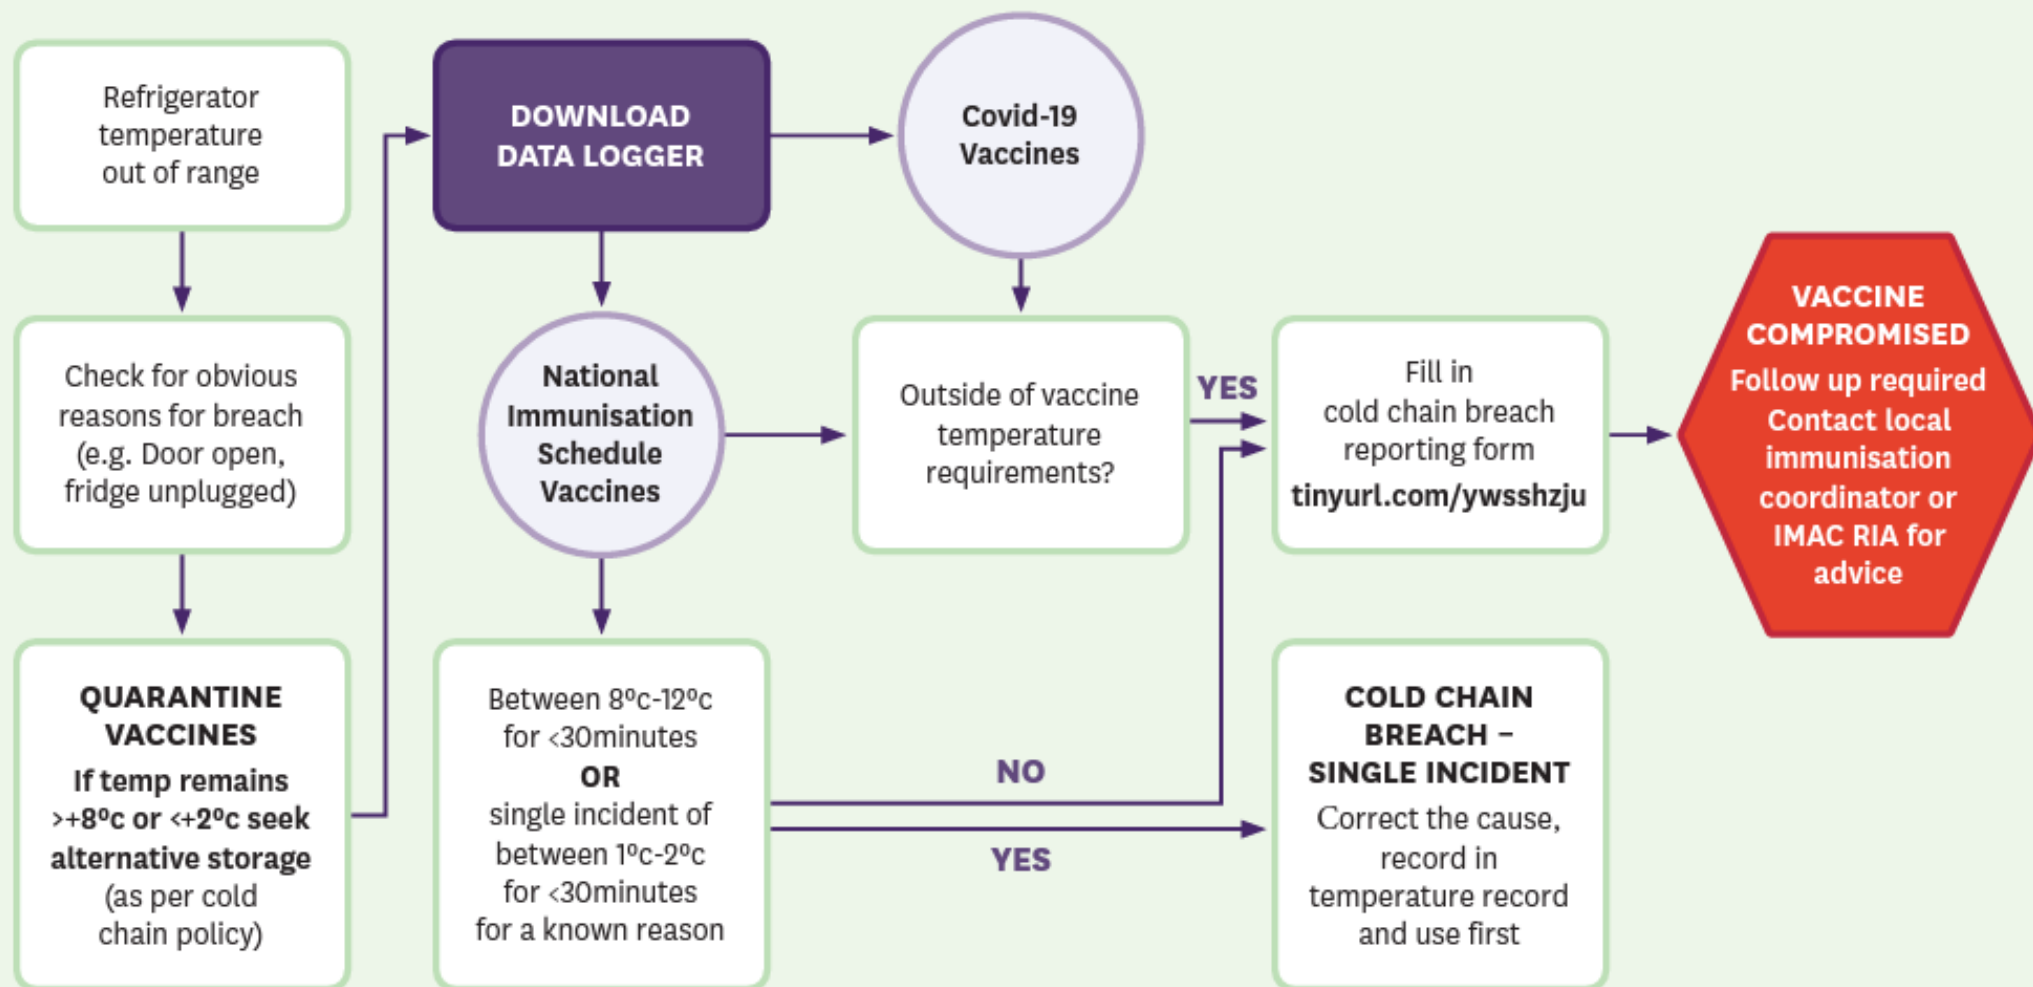 Refrigerator
temperature
out of range
Check for obvious
reasons for breach
(e.g. Door open,
fridge unplugged)
QUARANTINE
VACCINES
If temp remains
>+8ºc or <+2ºc seek
alternative storage
(as per cold
chain policy)
DOWNLOAD
DATA LOGGER
Covid-19
Vaccines
National
Immunisation
Schedule
Vaccines
Outside of vaccine
temperature
requirements?
YES
Fill in
cold chain breach
reporting form
tinyurl.com/ywsshzju
VACCINE
COMPROMISED
Follow up required
Contact local
immunisation
coordinator or
IMAC RIA for
advice
Between 8ºc-12ºc
for <30minutes
OR
single incident of
between 1ºc-2ºc
for <30minutes
for a known reason
NO
YES
COLD CHAIN
BREACH –
SINGLE INCIDENT
Correct the cause,
record in
temperature record
and use first